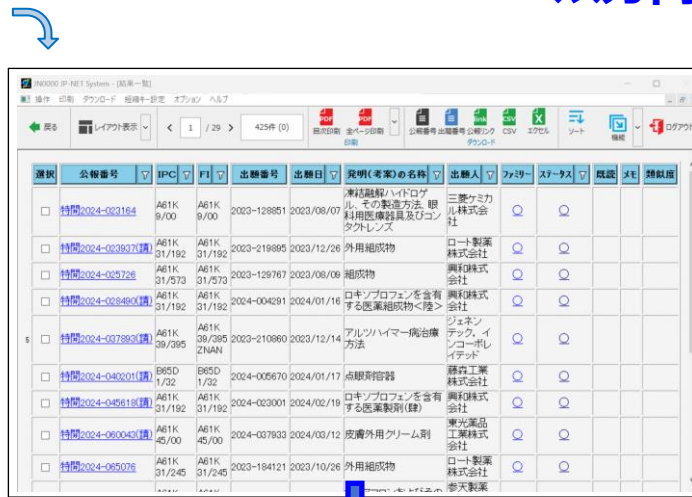 JN0000 JP-NET System - [結果一覧]
操作 印刷 ダウンロード 短縮キー設定 オプション ヘルプ
戻る レイアウト表示 1 / 29 425件 (0) PDF 目次印刷 PDF 全ページ印刷 公報番号 出願番号 link 公報リンク CSV CSV X エクセル ソート 機能 ログアウト
印刷 ダウンロード
選択 公報番号 IPC FI 出願番号 出願日 発明(考案)の名称 出願人 ファミリー ステータス 既読 メモ 類似度
特開2024-023164 A61K 9/00 A61K 9/00 2023-128851 2023/08/07 凍結融解ハイドロゲル、その製造方法、眼科用医療器具及びコンタクトレンズ 三菱ケミカル株式会社 ○ ○
特開2024-023937(請) A61K 31/192 A61K 31/192 2023-219895 2023/12/26 外用組成物 ロート製薬株式会社 ○ ○
特開2024-025726 A61K 31/573 A61K 31/573 2023-129767 2023/08/09 組成物 興和株式会社 ○ ○
特開2024-028490(請) A61K 31/192 A61K 31/192 2024-004291 2024/01/16 ロキソプロフェンを含有する医薬組成物<陸> 興和株式会社 ○ ○
s 特開2024-037893(請) A61K 39/395 A61K 39/395 ZNAN 2023-210860 2023/12/14 アルツハイマー病治療方法 ジェネンテック，インコーポレイテッド ○ ○
特開2024-040201(請) B65D 1/32 B65D 1/32 2024-005670 2024/01/17 点眼剤容器 藤森工業株式会社 ○ ○
特開2024-045618(請) A61K 31/192 A61K 31/192 2024-023001 2024/02/19 ロキソプロフェンを含有する医薬製剤(肆) 興和株式会社 ○ ○
特開2024-060043(請) A61K 45/00 A61K 45/00 2024-037933 2024/03/12 皮膚外用クリーム剤 東光薬品工業株式会社 ○ ○
特開2024-065076 A61K 31/245 A61K 31/245 2023-184121 2023/10/26 外用組成物 ロート製薬株式会社 ○ ○
参天製薬